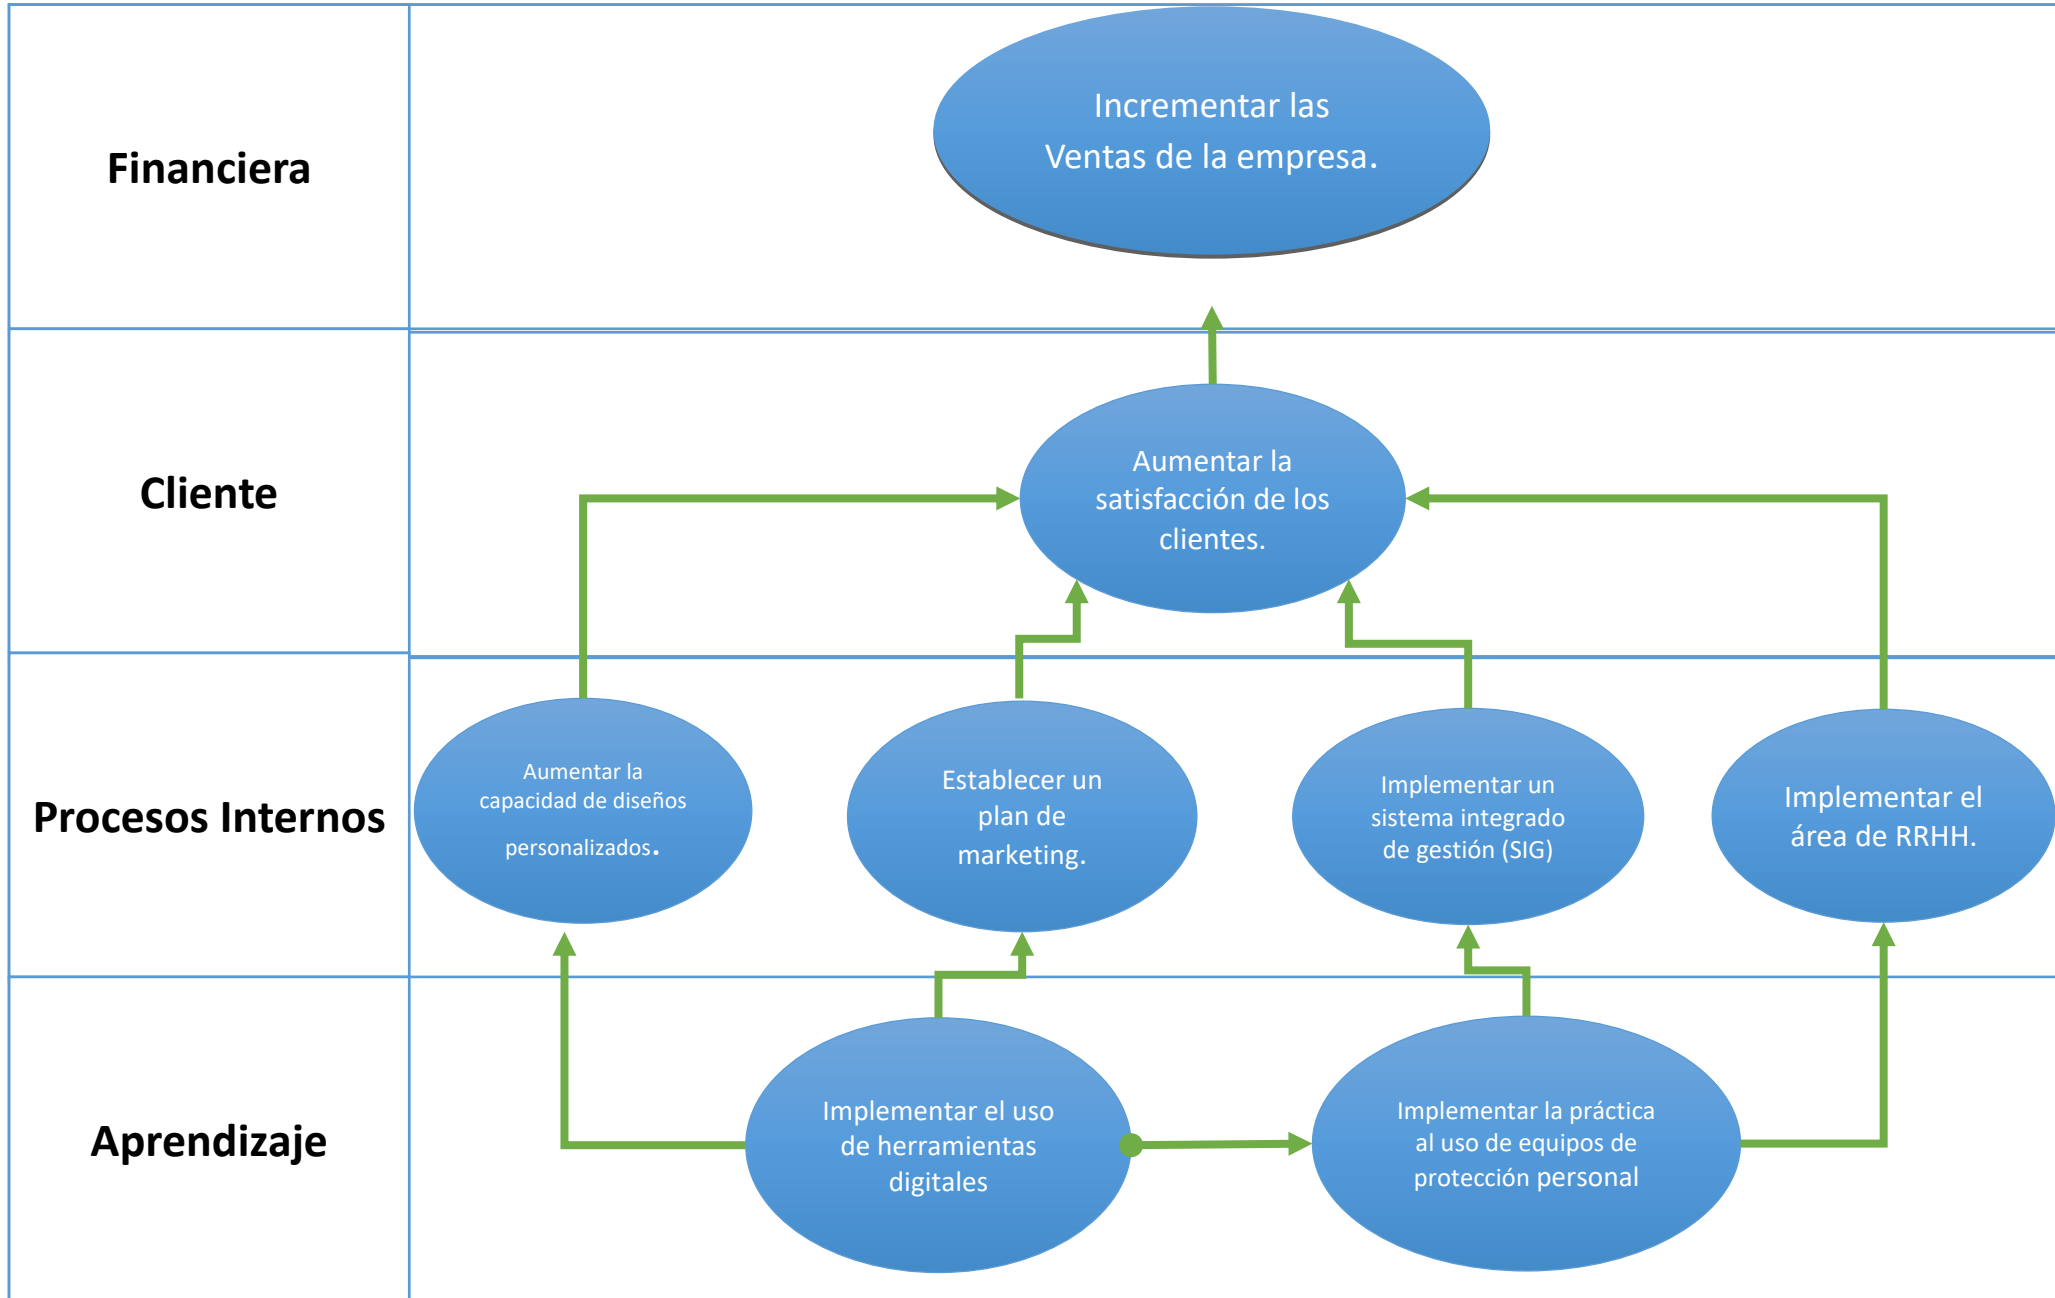 Financiera
Incrementar las
Ventas de la empresa.
Cliente
Aumentar la
satisfacción de los
clientes.
Procesos Internos
Aumentar la
capacidad de diseños
personalizados.
Establecer un
plan de
marketing.
Implementar un
sistema integrado
de gestión (SIG)
Implementar el
área de RRHH.
Aprendizaje
Implementar el uso
de herramientas
digitales
Implementar la práctica
al uso de equipos de
protección personal